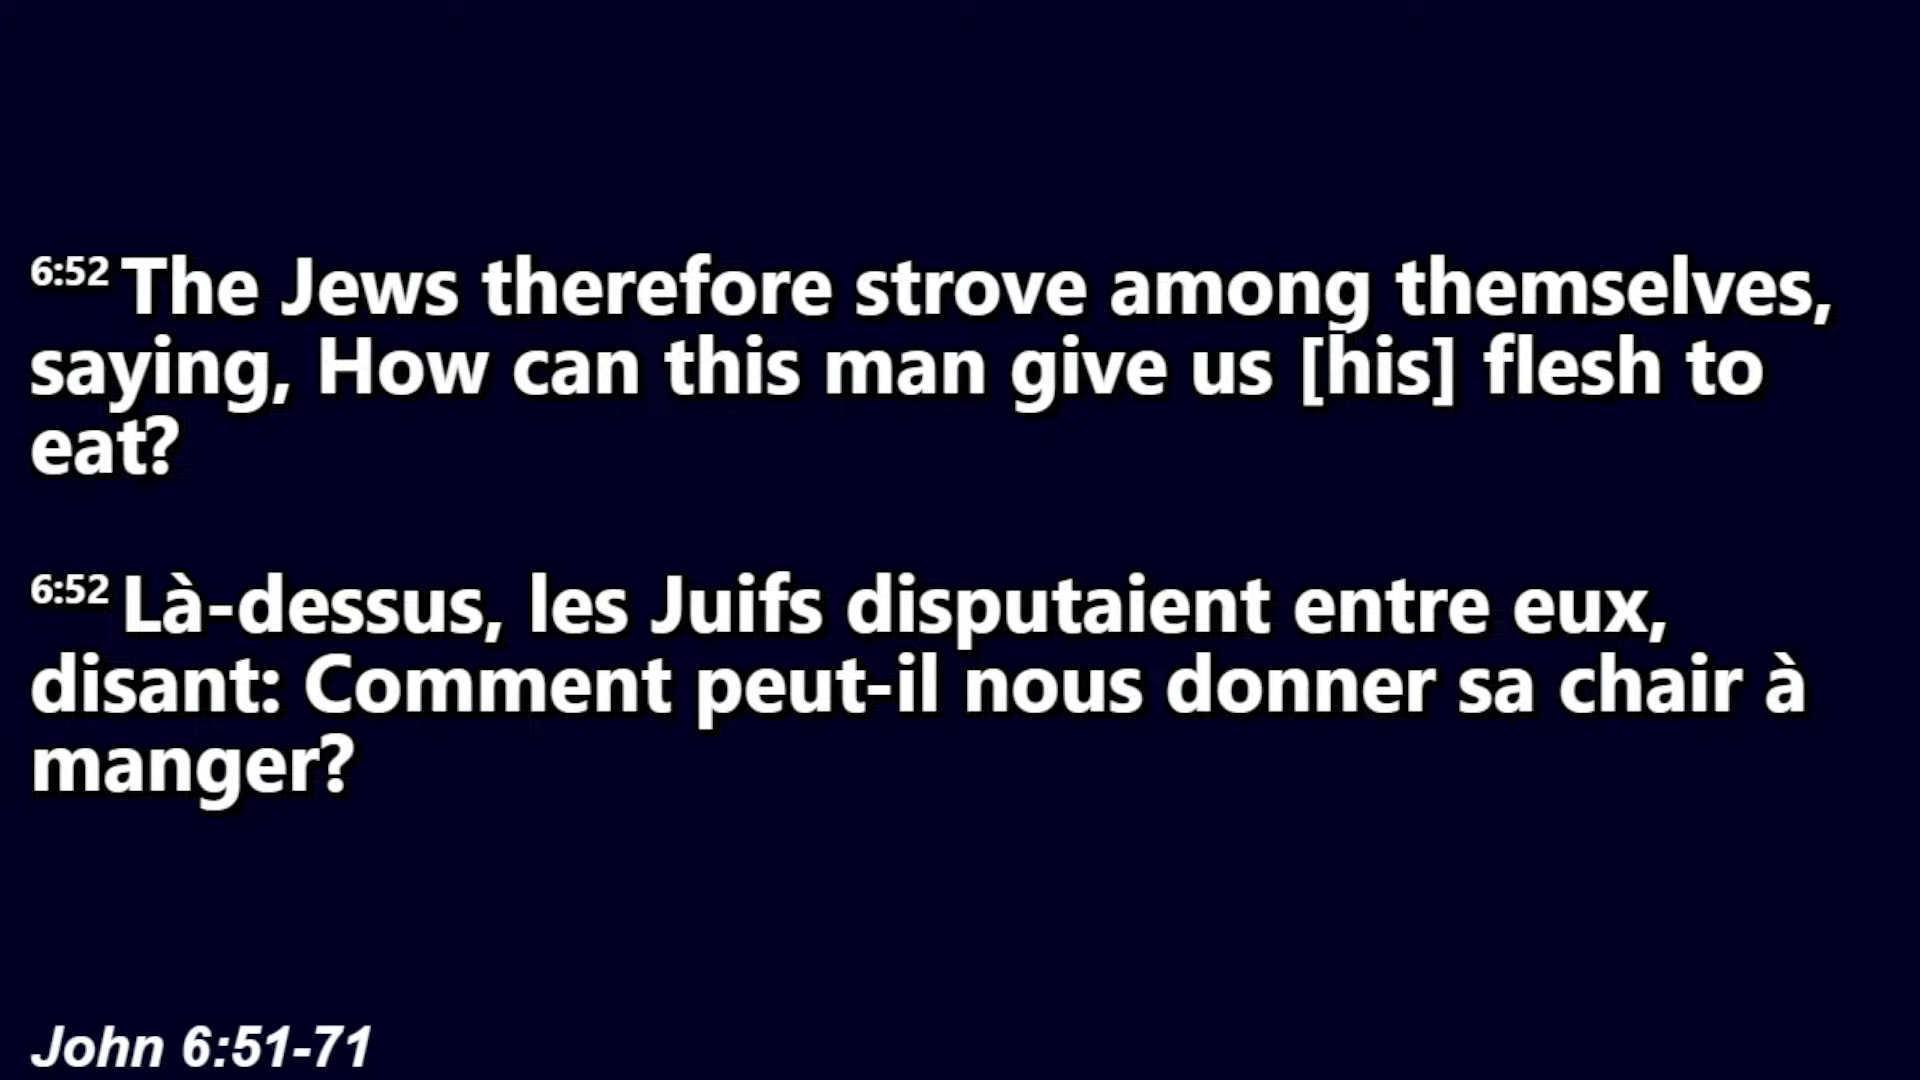 6:52 The Jews therefore strove among themselves,
saying, How can this man give us [his] flesh to
eat?
6:52 Là-dessus, les Juifs disputaient entre eux,
disant: Comment peut-il nous donner sa chair à
manger?
John 6:51-71